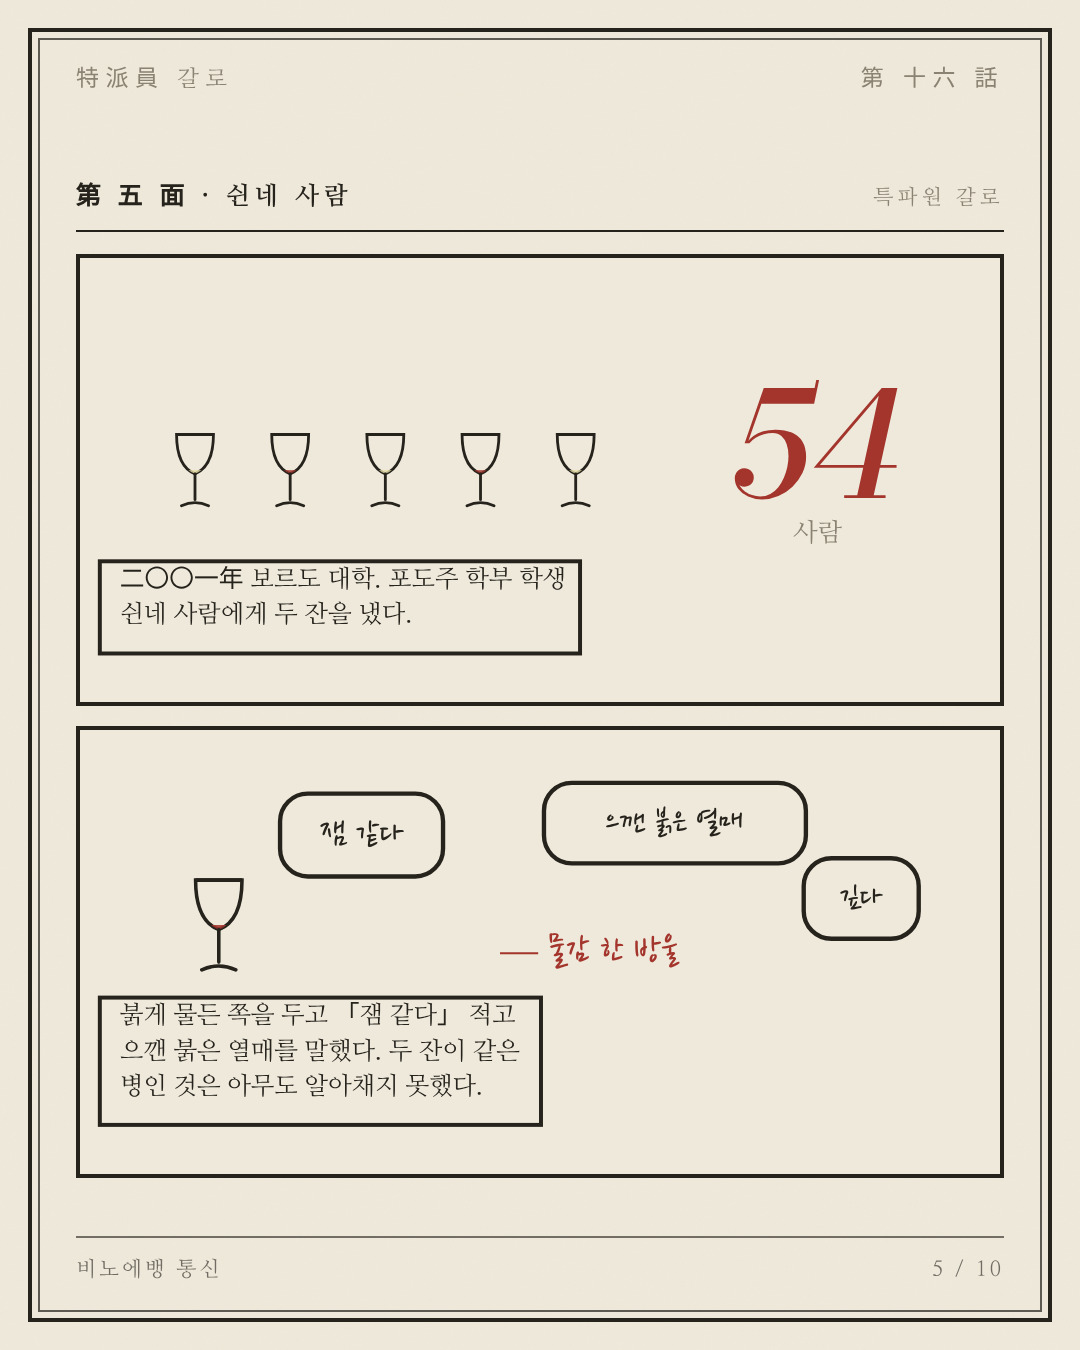 特派員 갈로
第 十六 話
第 五 面 · 쉰네 사람
특파원 갈로
54
사람
二〇〇一年 보르도 대학. 포도주 학부 학생
쉰네 사람에게 두 잔을 냈다.
잼 같다
으깬 붉은 열매
깊다
— 물감 한 방울
붉게 물든 쪽을 두고 「잼 같다」 적고
으깬 붉은 열매를 말했다. 두 잔이 같은
병인 것은 아무도 알아채지 못했다.
비노에뱅 통신
5 / 10